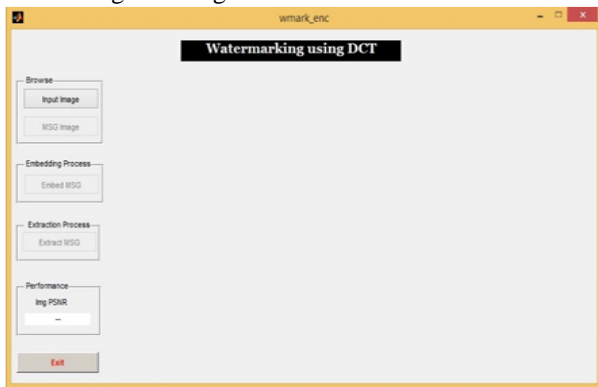 wmark_enc
Watermarking using DCT
Browse
Input Image
MSG Image
Embedding Process
Embed MSG
Extraction Process
Extract MSG
Performance
Img PSNR
--
Exit